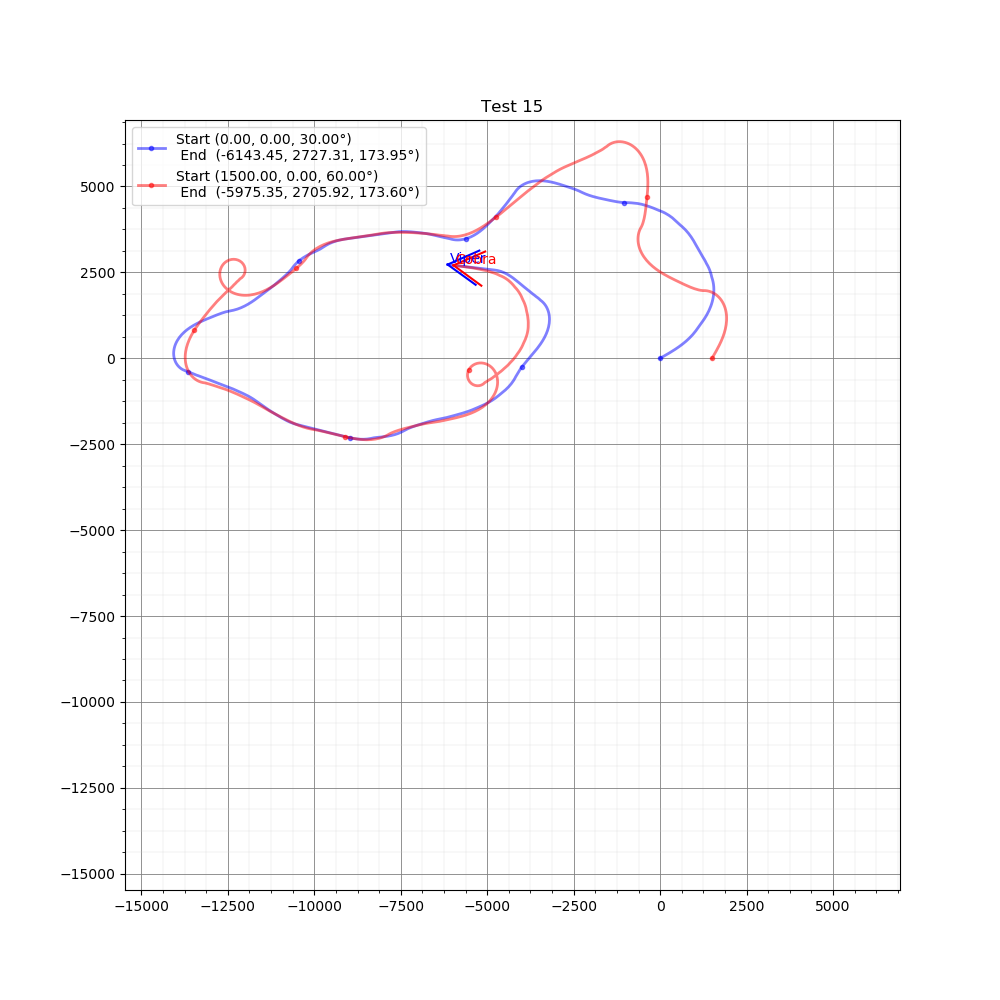 Test 15
Start (0.00, 0.00, 30.00°)
End (-6143.45, 2727.31, 173.95°)
Start (1500.00, 0.00, 60.00°)
End (-5975.35, 2705.92, 173.60°)
5000
2500
0
−2500
−5000
−7500
−10000
−12500
−15000
−15000 −12500 −10000 −7500 −5000 −2500 0 2500 5000